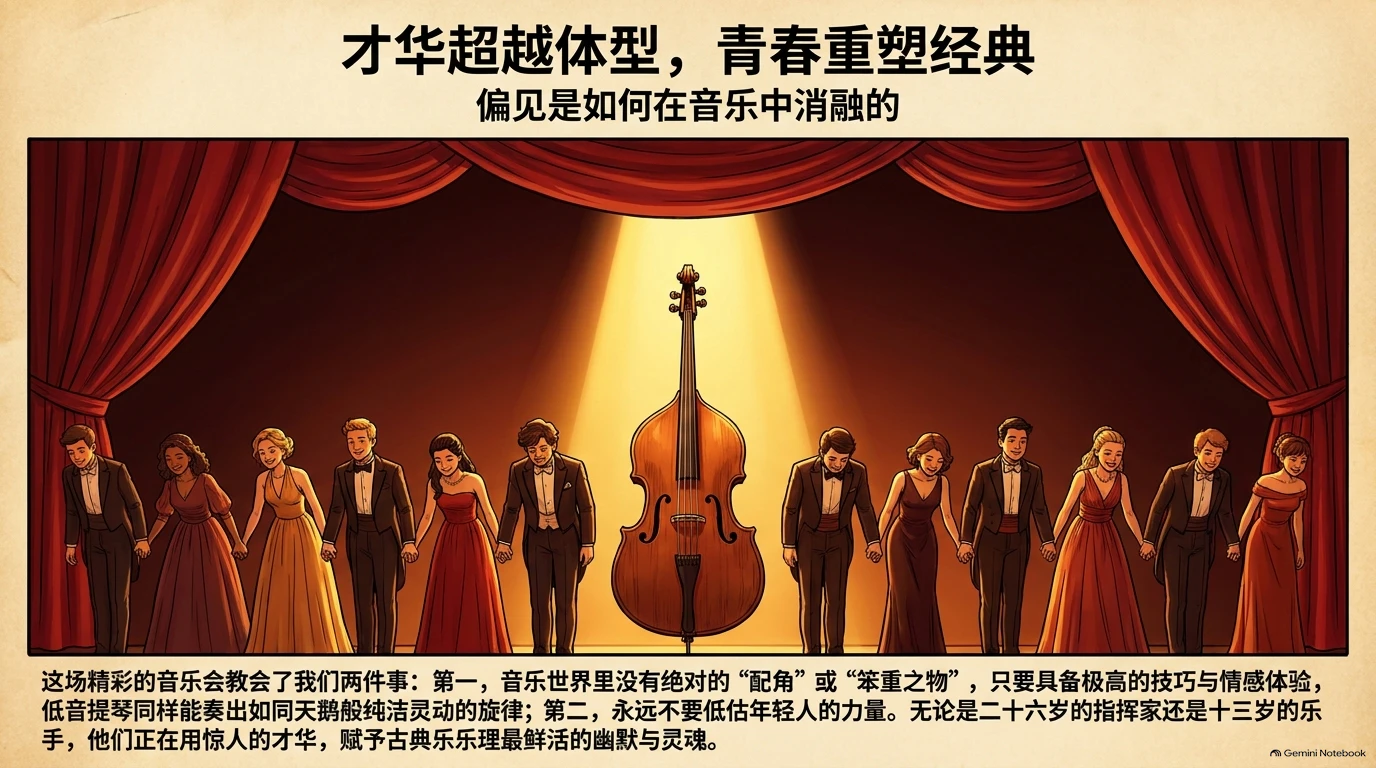 才华超越体型，青春重塑经典
偏见是如何在音乐中消融的
这场精彩的音乐会教会了我们两件事：第一，音乐世界里没有绝对的“配角”或“笨重之物”，只要具备极高的技巧与情感体验，
低音提琴同样能奏出如同天鹅般纯洁灵动的旋律；第二，永远不要低估年轻人的力量。无论是二十六岁的指挥家还是十三岁的乐
手，他们正在用惊人的才华，赋予古典乐乐理最鲜活的幽默与灵魂。
Gemini Notebook